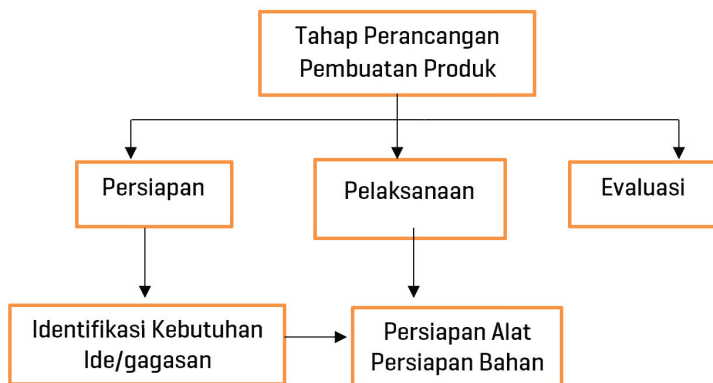 Tahap Perancangan
Pembuatan Produk
Persiapan
Pelaksanaan
Evaluasi
Identifikasi Kebutuhan
Ide/gagasan
Persiapan Alat
Persiapan Bahan